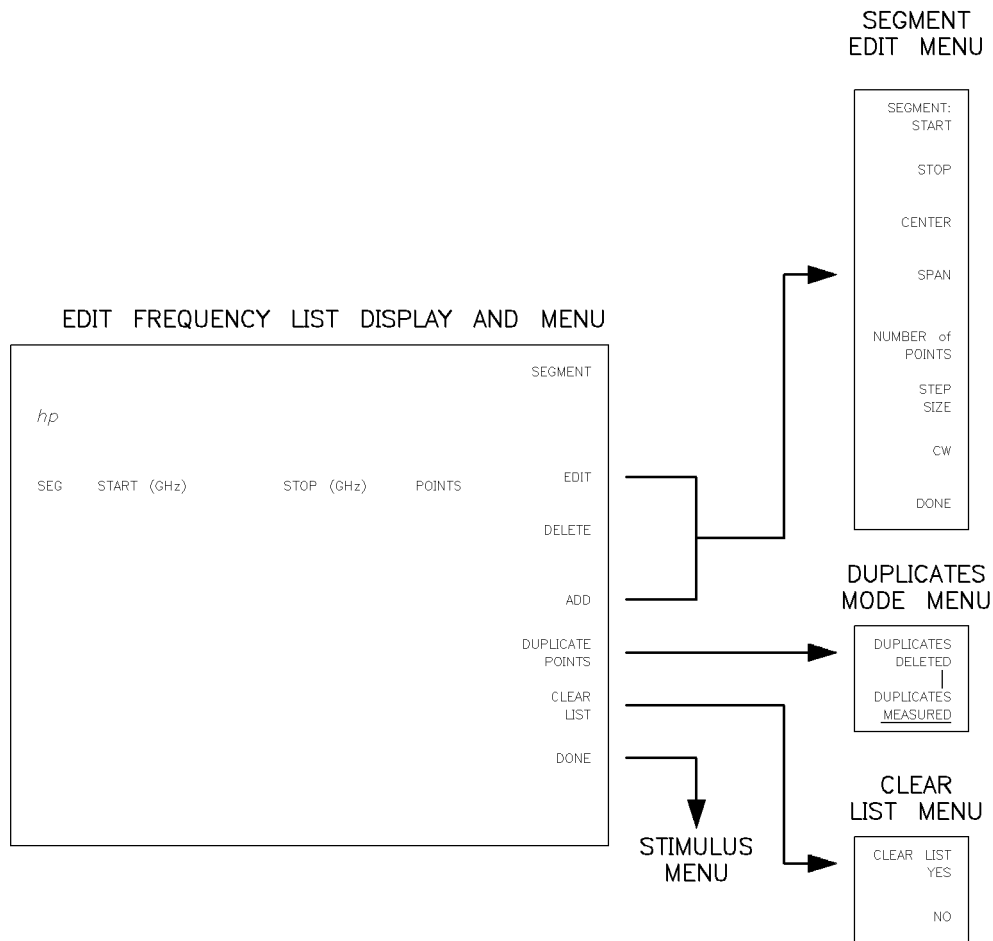 SEGMENT
EDIT MENU
SEGMENT:
START
STOP
CENTER
SPAN
NUMBER of
POINTS
STEP
SIZE
CW
DONE
EDIT FREQUENCY LIST DISPLAY AND MENU
SEGMENT
hp
SEG START (GHz) STOP (GHz) POINTS
EDIT
DELETE
ADD
DUPLICATE
POINTS
CLEAR
LIST
DONE
STIMULUS
MENU
DUPLICATES
MODE MENU
DUPLICATES
DELETED
DUPLICATES
MEASURED
CLEAR
LIST MENU
CLEAR LIST
YES
NO